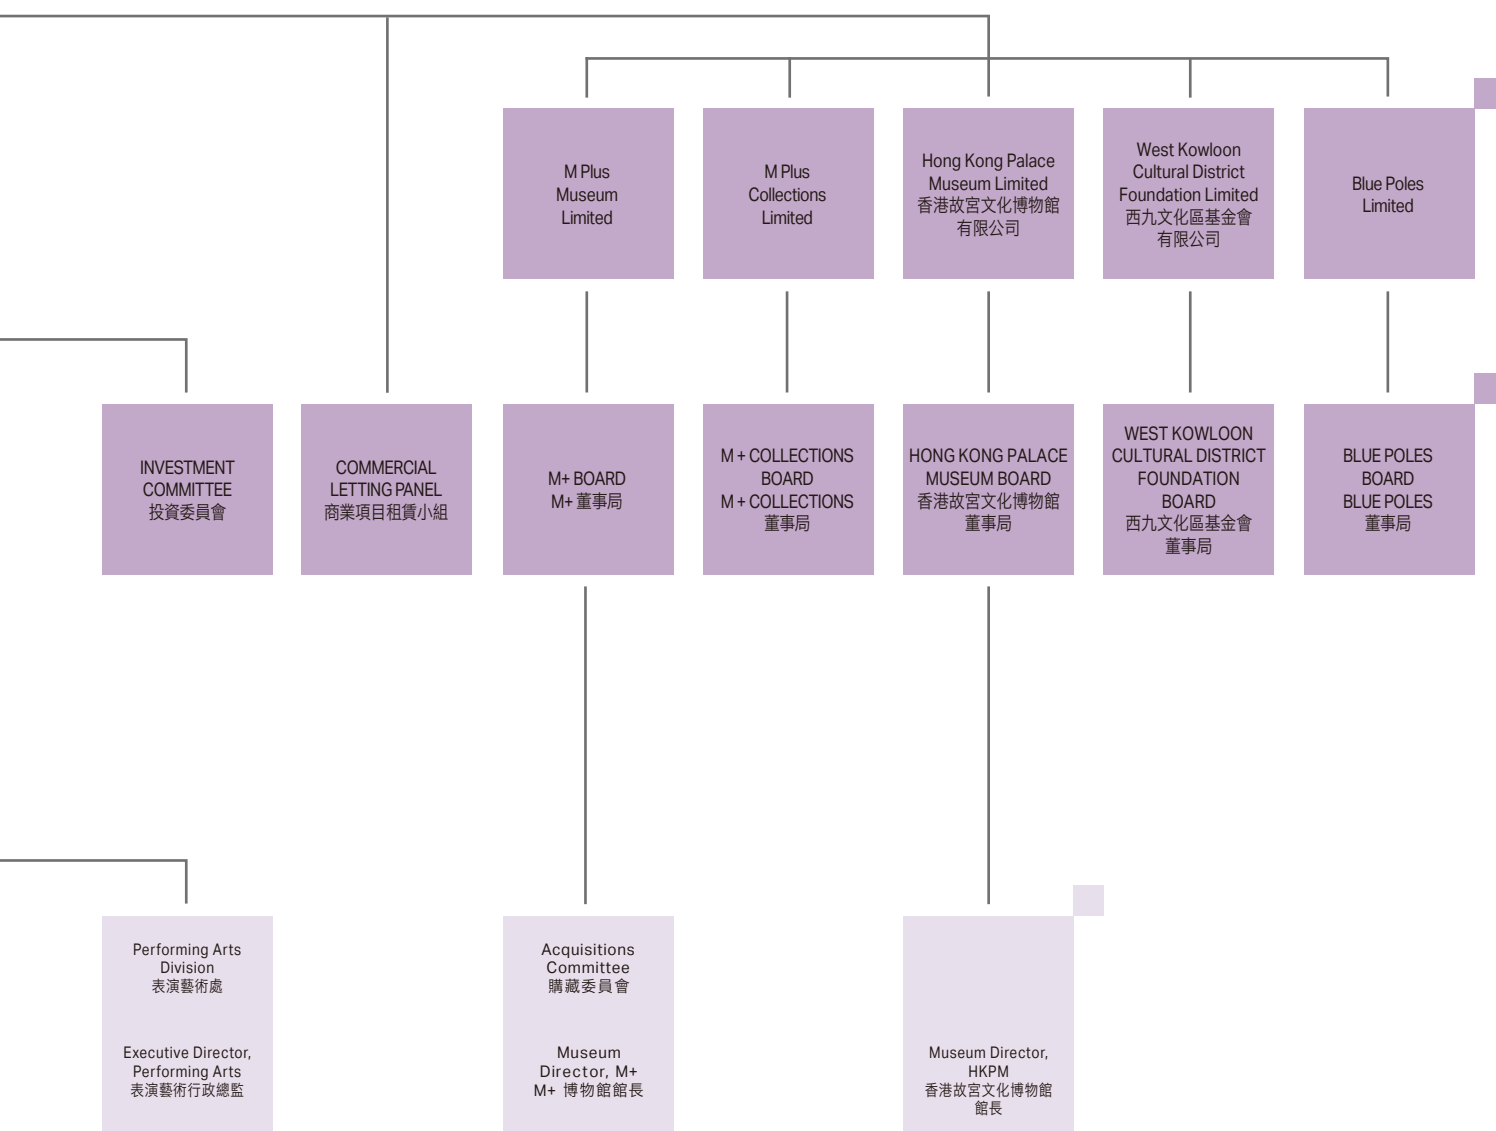 M Plus
Museum
Limited
M Plus
Collections
Limited
Hong Kong Palace
Museum Limited
香港故宮文化博物館
有限公司
West Kowloon
Cultural District
Foundation Limited
西九文化區基金會
有限公司
Blue Poles
Limited
INVESTMENT
COMMITTEE
投資委員會
COMMERCIAL
LETTING PANEL
商業項目租賃小組
M+ BOARD
M+ 董事局
M + COLLECTIONS
BOARD
M + COLLECTIONS
董事局
HONG KONG PALACE
MUSEUM BOARD
香港故宮文化博物館
董事局
WEST KOWLOON
CULTURAL DISTRICT
FOUNDATION
BOARD
西九文化區基金會
董事局
BLUE POLES
BOARD
BLUE POLES
董事局
Performing Arts
Division
表演藝術處
Executive Director,
Performing Arts
表演藝術行政總監
Acquisitions
Committee
購藏委員會
Museum
Director, M+
M+ 博物館館長
Museum Director,
HKPM
香港故宮文化博物館
館長